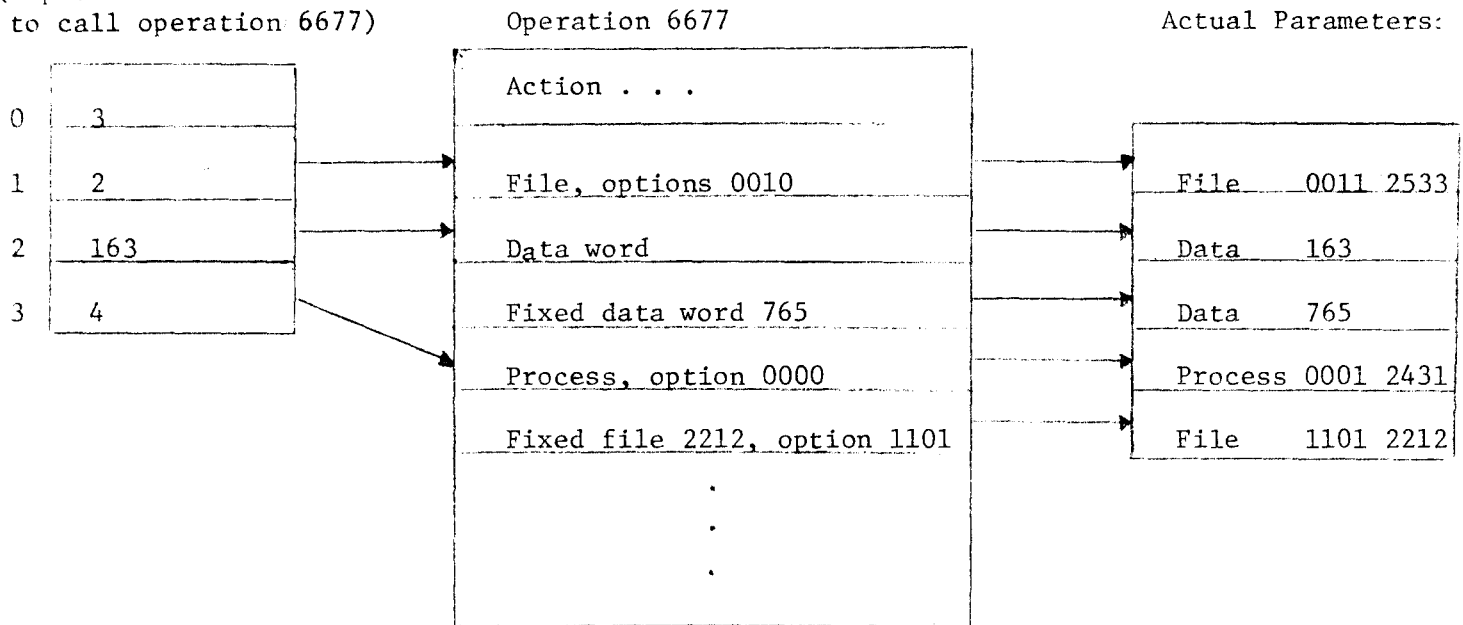 to call operation 6677) Operation 6677 Actual Parameters:
Action . . .
0 3
1 2 File, options 0010 File 0011 2533
2 163 Data word Data 163
3 4 Fixed data word 765 Data 765
Process, option 0000 Process 0001 2431
Fixed file 2212, option 1101 File 1101 2212
.
.
.